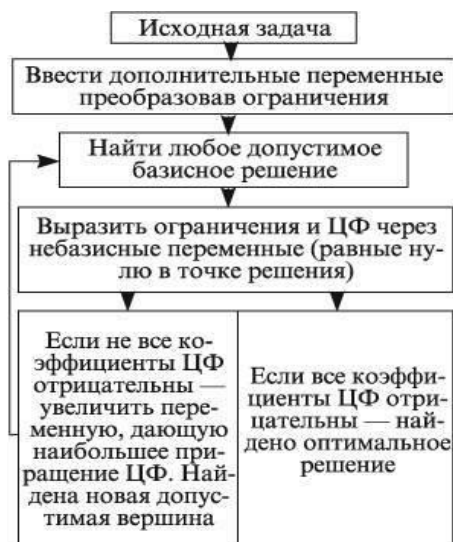 Исходная задача
Ввести дополнительные переменные
преобразовав ограничения
Найти любое допустимое
базисное решение
Выразить ограничения и ЦФ через
небазисные переменные (равные ну-
лю в точке решения)
Если не все ко-
эффициенты ЦФ
отрицательны —
увеличить пере-
менную, дающую
наибольшее при-
ращение ЦФ. Най-
дена новая допус-
тимая вершина
Если все коэффи-
циенты ЦФ отри-
цательны — най-
дено оптимальное
решение